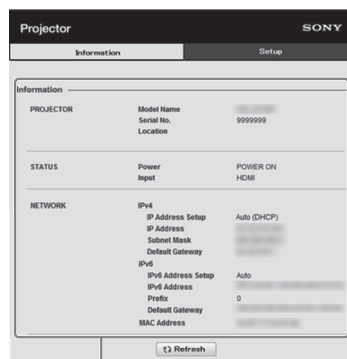 Projector SONY
Information Setup
Information
PROJECTOR Model Name
Serial No. 9999999
Location
STATUS Power POWER ON
Input HDMI
NETWORK IPv4
IP Address Setup Auto (DHCP)
IP Address
Subnet Mask
Default Gateway
IPv6
IPv6 Address Setup Auto
IPv6 Address
Prefix 0
Default Gateway
MAC Address
Refresh